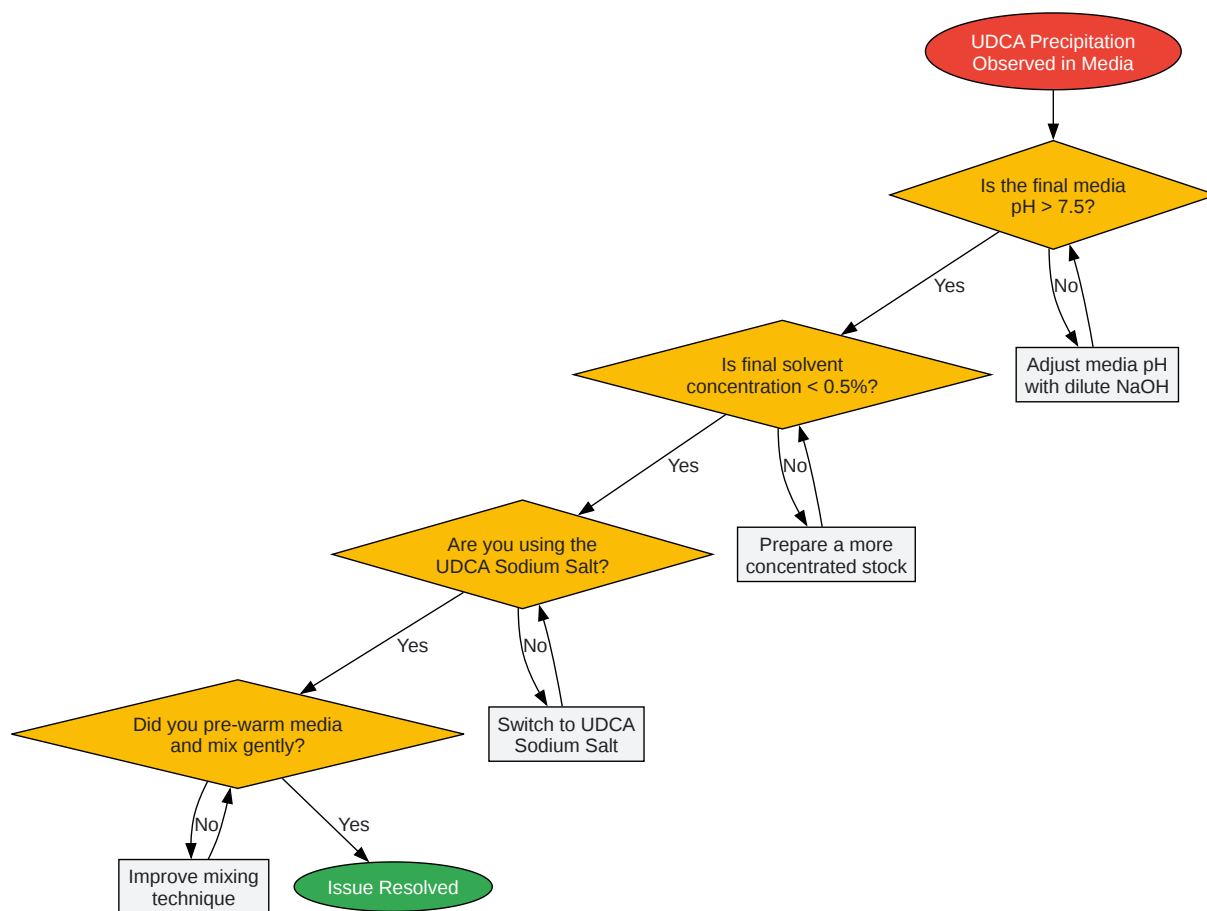 UDCA Precipitation
Observed in Media
Is the final media
pH > 7.5?
Yes
No
Adjust media pH
with dilute NaOH
Is final solvent
concentration < 0.5%?
Yes
No
Prepare a more
concentrated stock
Are you using the
UDCA Sodium Salt?
Yes
No
Switch to UDCA
Sodium Salt
Did you pre-warm media
and mix gently?
No
Yes
Improve mixing
technique
Issue Resolved